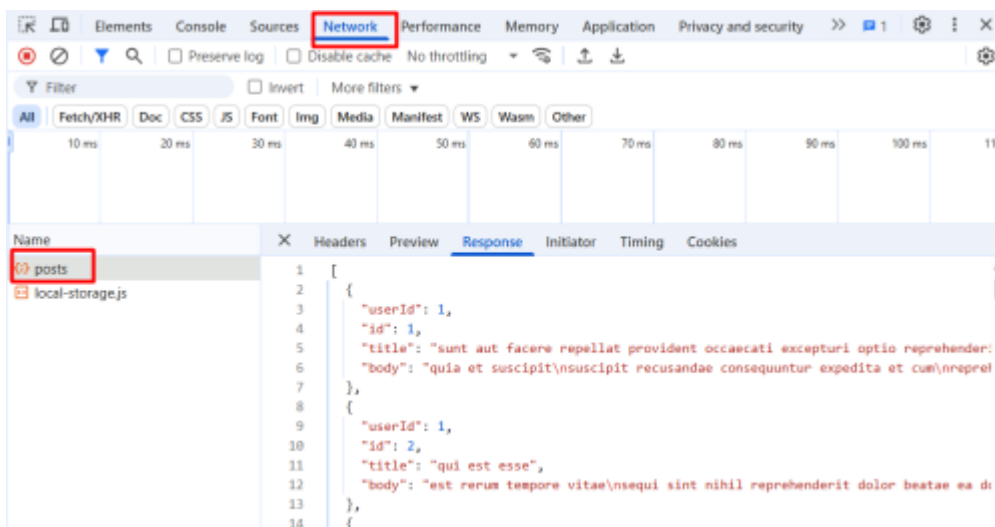 Elements Console Sources Network Performance Memory Application Privacy and security 1
Preserve log Disable cache No throttling
Filter Invert More filters
All Fetch/XHR Doc CSS JS Font Img Media Manifest WS Wasm Other
10 ms 20 ms 30 ms 40 ms 50 ms 60 ms 70 ms 80 ms 90 ms 100 ms 11
Name Headers Preview Response Initiator Timing Cookies
posts
local-storage.js
1 [
2 {
3 "userId": 1,
4 "id": 1,
5 "title": "sunt aut facere repellat provident occaecati excepturi optio reprehender
6 "body": "quia et suscipit\nsuscipit recusandae consequuntur expedita et cum\nrepre
7 },
8 {
9 "userId": 1,
10 "id": 2,
11 "title": "qui est esse",
12 "body": "est rerum tempore vitae\nsequi sint nihil reprehenderit dolor beatae ea d
13 },
14 {